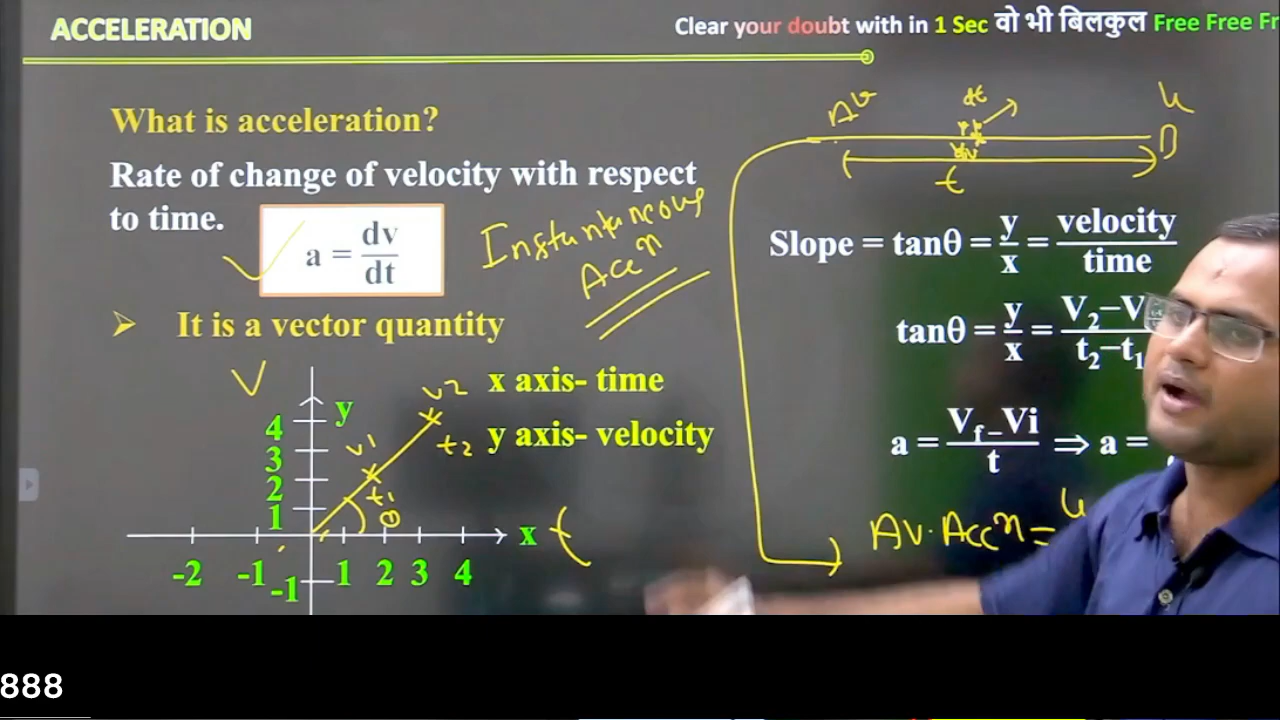 ACCELERATION
Clear your doubt with in 1 Sec वो भी बिलकुल Free Free Fr
What is acceleration?
Rate of change of velocity with respect
to time.
a = dv/dt
Instantaneous
Accⁿ
➢ It is a vector quantity
x axis- time
y axis- velocity
V
y
4
3
2
1
-2 -1 1 2 3 4
-1
x t
v2
t2
v1
t1
θ
A
dt
u
B
dv
t
Slope = tanθ = y/x = velocity/time
tanθ = y/x = V₂–V/t₂–t₁
a = Vf–Vi/t ⇒ a =
Av. Accⁿ =
888